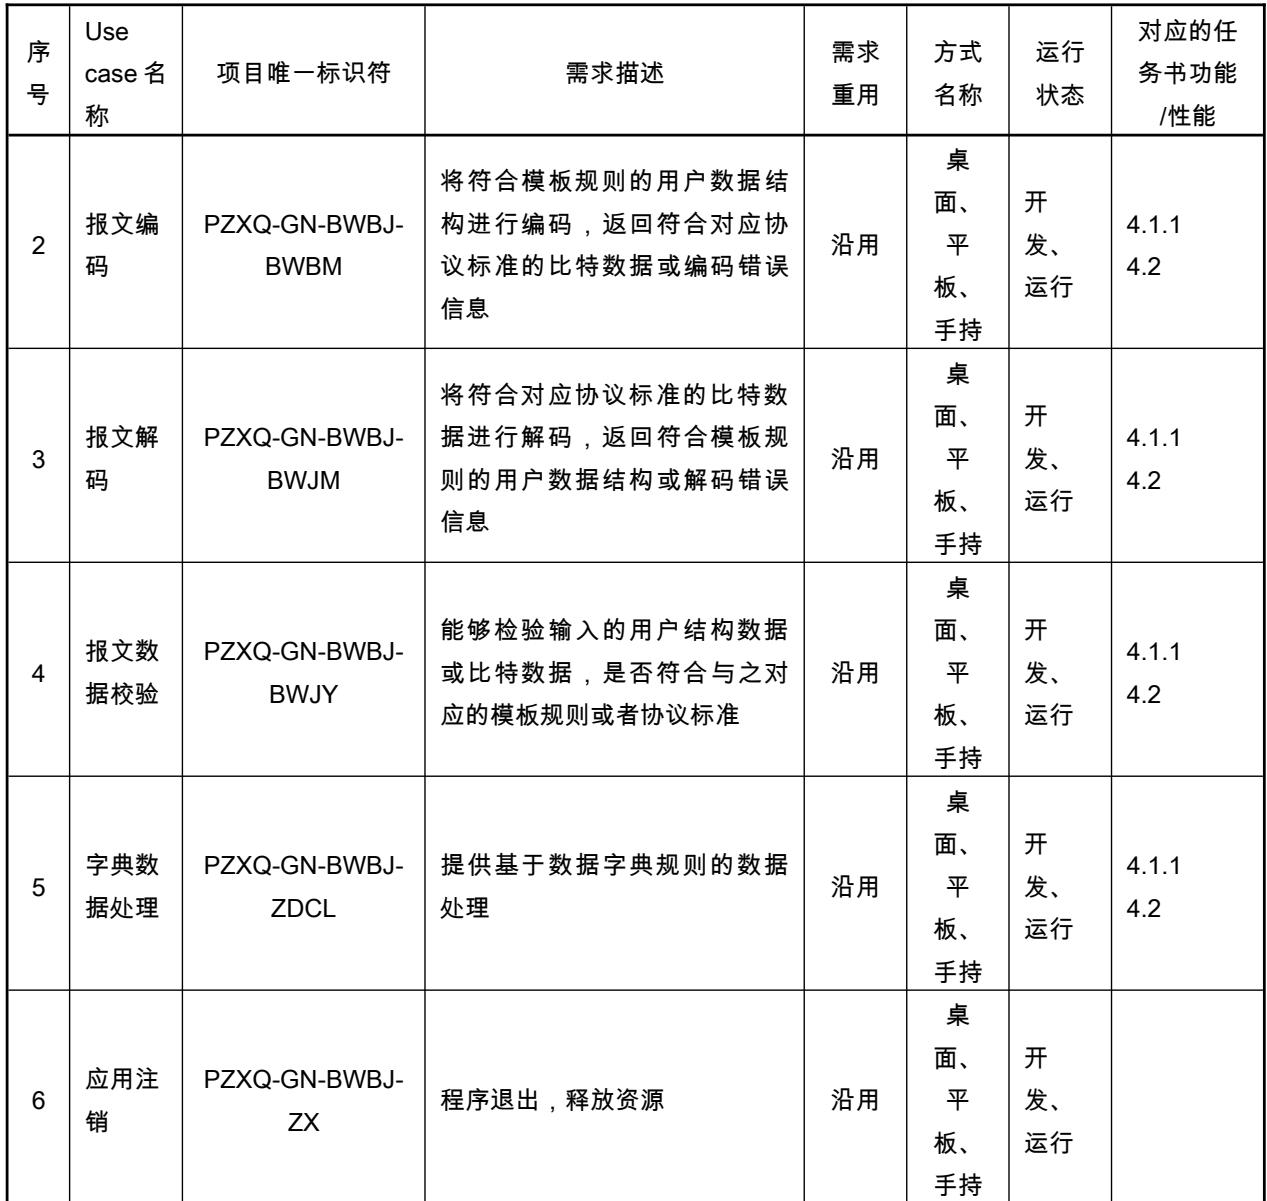 序
号
Use
case 名
称
项目唯一标识符
需求描述
需求
重用
方式
名称
运行
状态
对应的任
务书功能
/性能
2
报文编
码
PZXQ-GN-BWBJ-
BWBM
将符合模板规则的用户数据结
构进行编码，返回符合对应协
议标准的比特数据或编码错误
信息
沿用
桌
面、
平
板、
手持
开
发、
运行
4.1.1
4.2
3
报文解
码
PZXQ-GN-BWBJ-
BWJM
将符合对应协议标准的比特数
据进行解码，返回符合模板规
则的用户数据结构或解码错误
信息
沿用
桌
面、
平
板、
手持
开
发、
运行
4.1.1
4.2
4
报文数
据校验
PZXQ-GN-BWBJ-
BWJY
能够检验输入的用户结构数据
或比特数据，是否符合与之对
应的模板规则或者协议标准
沿用
桌
面、
平
板、
手持
开
发、
运行
4.1.1
4.2
5
字典数
据处理
PZXQ-GN-BWBJ-
ZDCL
提供基于数据字典规则的数据
处理
沿用
桌
面、
平
板、
手持
开
发、
运行
4.1.1
4.2
6
应用注
销
PZXQ-GN-BWBJ-
ZX
程序退出，释放资源
沿用
桌
面、
平
板、
手持
开
发、
运行